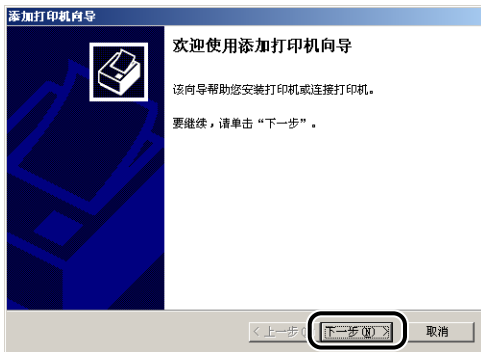 添加打印机向导
欢迎使用添加打印机向导
该向导帮助您安装打印机或连接打印机。
要继续，请单击“下一步”。
< 上一步(
下一步(N) >
取消